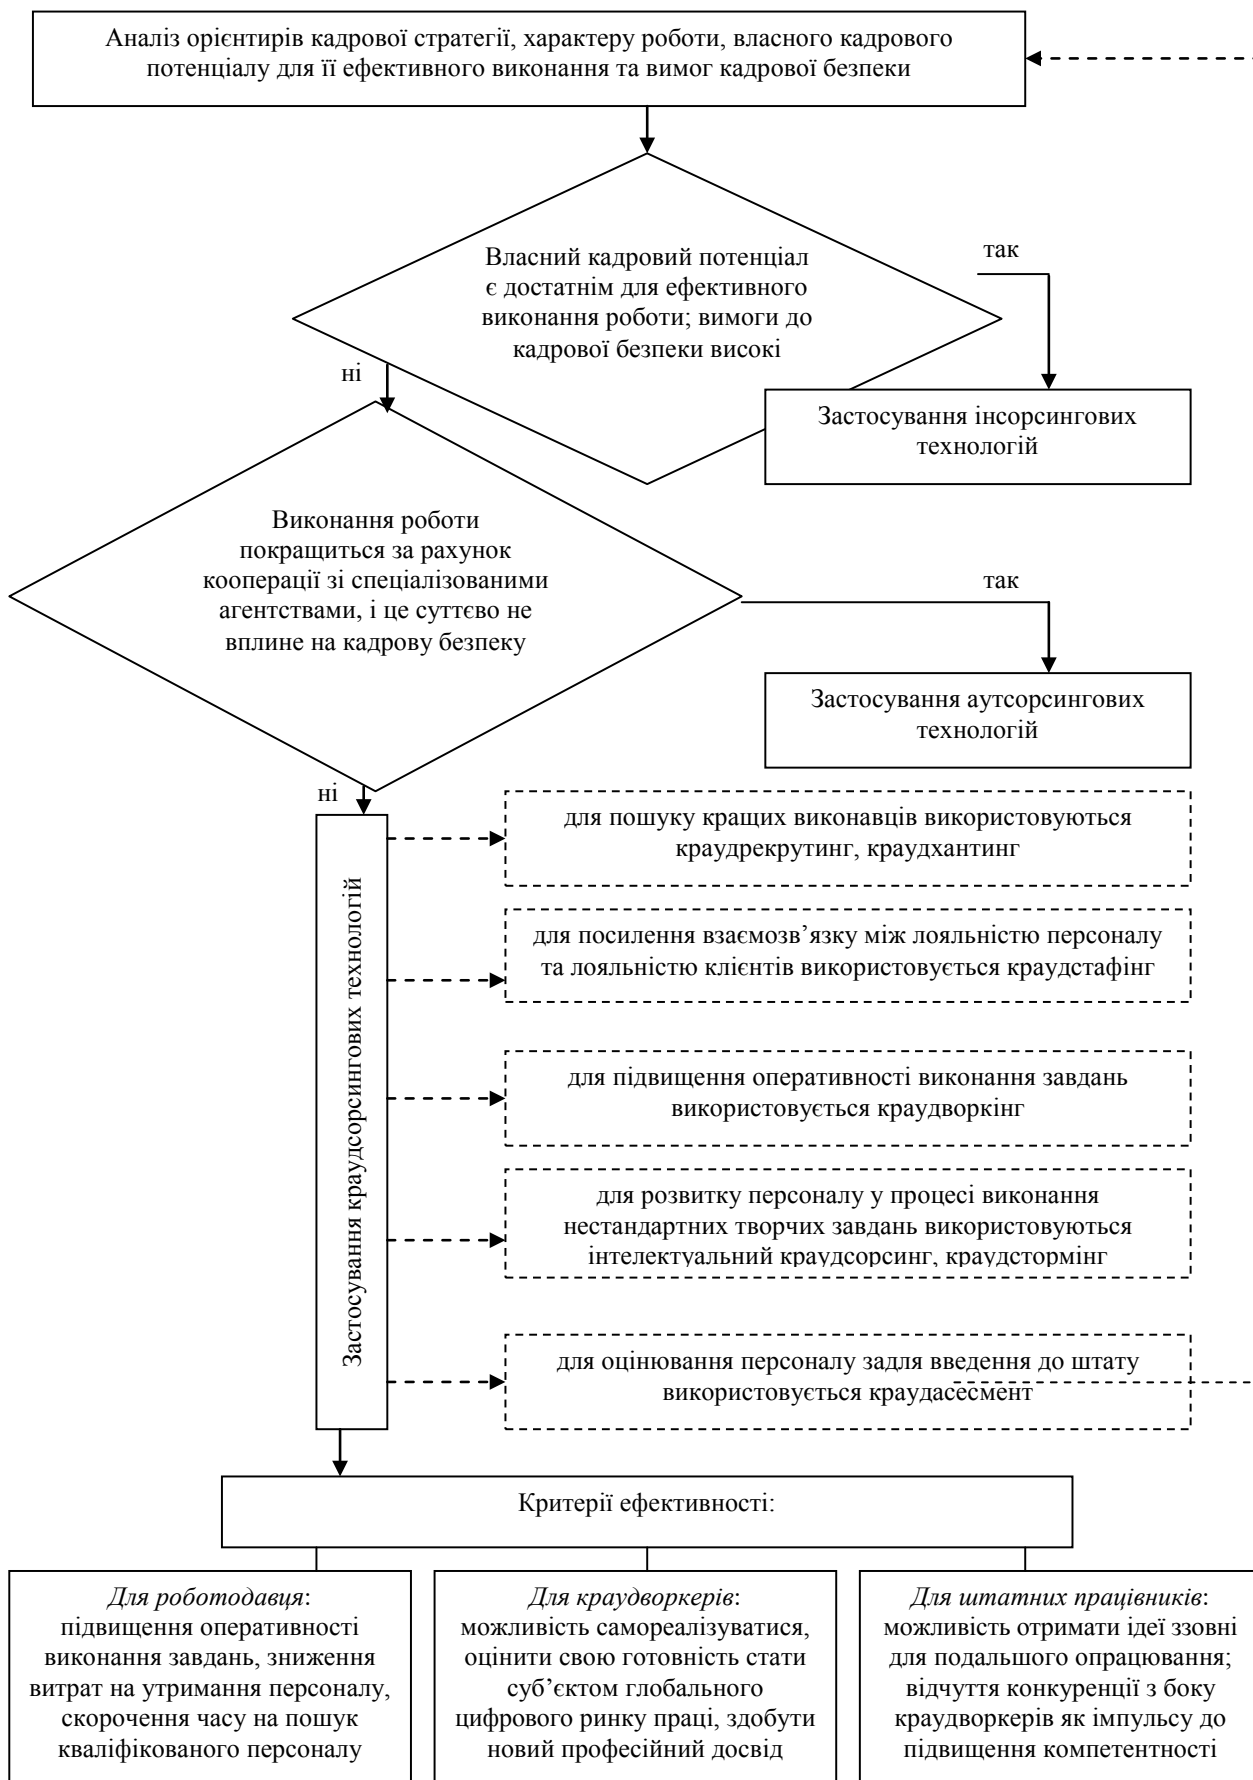 Аналіз орієнтирів кадрової стратегії, характеру роботи, власного кадрового
потенціалу для її ефективного виконання та вимог кадрової безпеки
Власний кадровий потенціал
є достатнім для ефективного
виконання роботи; вимоги до
кадрової безпеки високі
так
ні
Застосування інсорсингових
технологій
Виконання роботи
покращиться за рахунок
кооперації зі спеціалізованими
агентствами, і це суттєво не
вплине на кадрову безпеку
так
Застосування аутсорсингових
технологій
ні
Застосування краудсорсингових технологій
для пошуку кращих виконавців використовуються
краудрекрутинг, краудхантинг
для посилення взаємозв’язку між лояльністю персоналу
та лояльністю клієнтів використовується краудстафінг
для підвищення оперативності виконання завдань
використовується краудворкінг
для розвитку персоналу у процесі виконання
нестандартних творчих завдань використовуються
інтелектуальний краудсорсинг, краудстормінг
для оцінювання персоналу задля введення до штату
використовується краудасесмент
Критерії ефективності:
Для роботодавця:
підвищення оперативності
виконання завдань, зниження
витрат на утримання персоналу,
скорочення часу на пошук
кваліфікованого персоналу
Для краудворкерів:
можливість самореалізуватися,
оцінити свою готовність стати
суб’єктом глобального
цифрового ринку праці, здобути
новий професійний досвід
Для штатних працівників:
можливість отримати ідеї ззовні
для подальшого опрацювання;
відчуття конкуренції з боку
краудворкерів як імпульсу до
підвищення компетентності